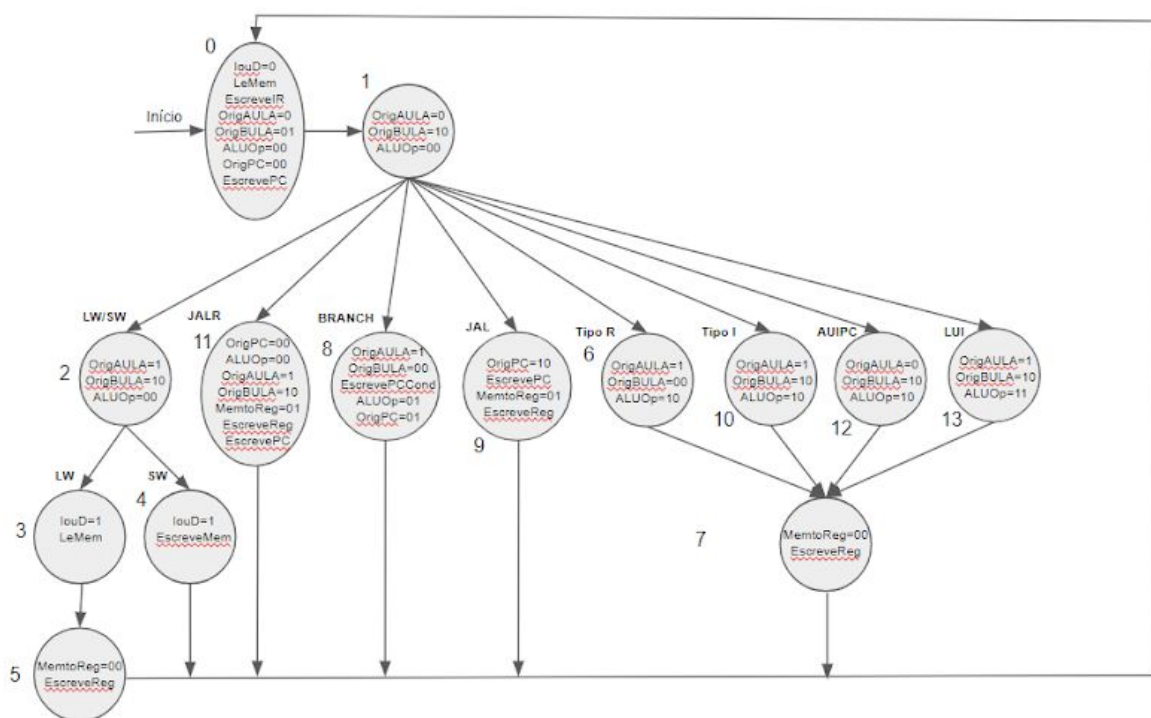 0
IouD=0
LeMem
EscreveIR
OrigAULA=0
OrigBULA=01
ALUOp=00
OrigPC=00
EscrevePC
Início
1
OrigAULA=0
OrigBULA=10
ALUOp=00
LW/SW
2
OrigAULA=1
OrigBULA=10
ALUOp=00
JALR
11
OrigPC=00
ALUOp=00
OrigAULA=1
OrigBULA=10
MemtoReg=01
EscreveReg
EscrevePC
BRANCH
8
OrigAULA=1
OrigBULA=00
EscrevePCCond
ALUOp=01
OrigPC=01
JAL
OrigPC=10
EscrevePC
MemtoReg=01
EscreveReg
9
Tipo R
6
OrigAULA=1
OrigBULA=00
ALUOp=10
Tipo I
OrigAULA=1
OrigBULA=10
ALUOp=10
10
AUIPC
OrigAULA=0
OrigBULA=10
ALUOp=10
12
LUI
OrigAULA=1
OrigBULA=10
ALUOp=11
13
LW
3
IouD=1
LeMem
SW
4
IouD=1
EscreveMem
7
MemtoReg=00
EscreveReg
5
MemtoReg=00
EscreveReg